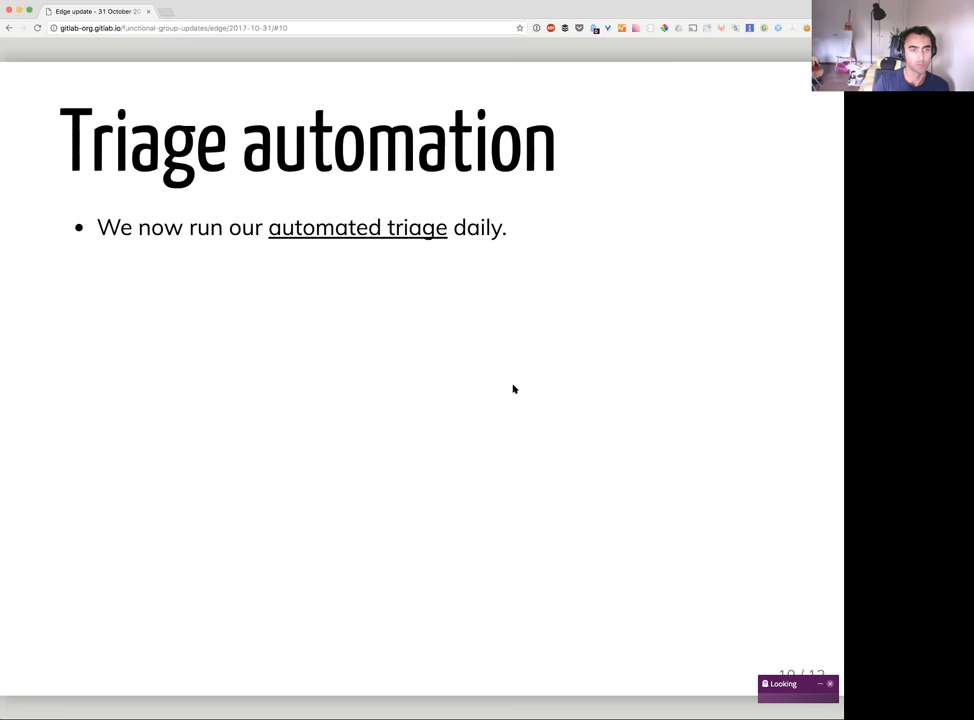 Edge update - 31 October 20
gitlab-org.gitlab.io/functional-group-updates/edge/2017-10-31/#10
Triage automation
We now run our automated triage daily.
Looking